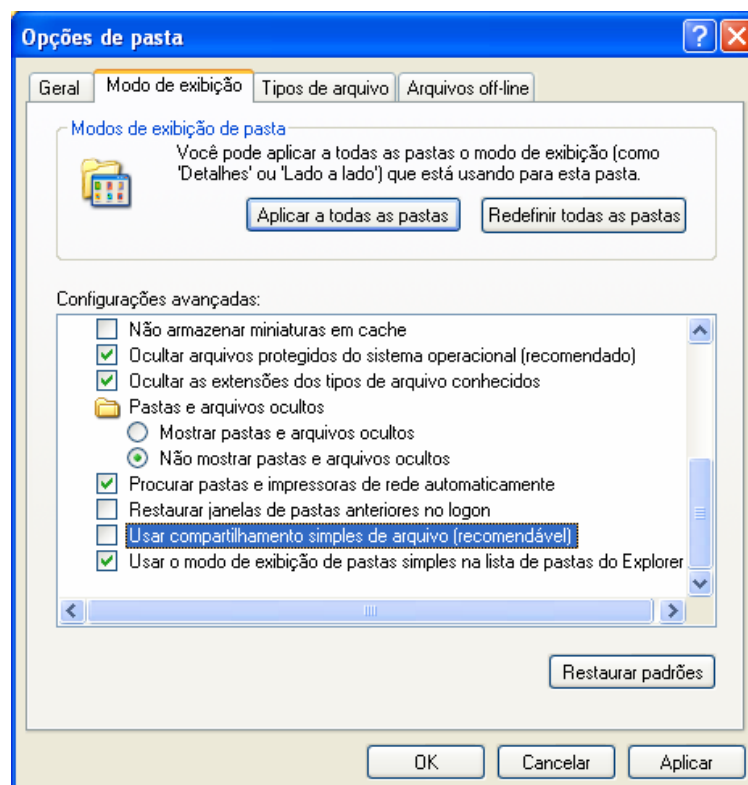 Opções de pasta
Geral
Modo de exibição
Tipos de arquivo
Arquivos off-line
Modos de exibição de pasta
Você pode aplicar a todas as pastas o modo de exibição (como
'Detalhes' ou 'Lado a lado') que está usando para esta pasta.
Aplicar a todas as pastas
Redefinir todas as pastas
Configurações avançadas:
Não armazenar miniaturas em cache
Ocultar arquivos protegidos do sistema operacional (recomendado)
Ocultar as extensões dos tipos de arquivo conhecidos
Pastas e arquivos ocultos
Mostrar pastas e arquivos ocultos
Não mostrar pastas e arquivos ocultos
Procurar pastas e impressoras de rede automaticamente
Restaurar janelas de pastas anteriores no logon
Usar compartilhamento simples de arquivo (recomendável)
Usar o modo de exibição de pastas simples na lista de pastas do Explorer
Restaurar padrões
OK
Cancelar
Aplicar